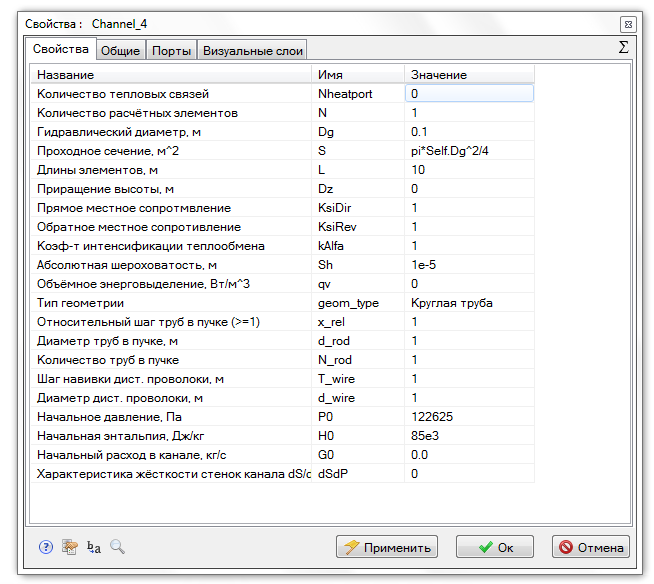 Свойства : Channel_4
Свойства Общие Порты Визуальные слои Σ
Название Имя Значение
Количество тепловых связей Nheatport 0
Количество расчётных элементов N 1
Гидравлический диаметр, м Dg 0.1
Проходное сечение, м^2 S pi*Self.Dg^2/4
Длины элементов, м L 10
Приращение высоты, м Dz 0
Прямое местное сопротмвление KsiDir 1
Обратное местное сопротивление KsiRev 1
Коэф-т интенсификации теплообмена kAlfa 1
Абсолютная шероховатость, м Sh 1e-5
Объёмное энерговыделение, Вт/м^3 qv 0
Тип геометрии geom_type Круглая труба
Относительный шаг труб в пучке (>=1) x_rel 1
Диаметр труб в пучке, м d_rod 1
Количество труб в пучке N_rod 1
Шаг навивки дист. проволоки, м T_wire 1
Диаметр дист. проволоки, м d_wire 1
Начальное давление, Па P0 122625
Начальная энтальпия, Дж/кг H0 85e3
Начальный расход в канале, кг/с G0 0.0
Характеристика жёсткости стенок канала dS/c dSdP 0
? b a Применить Ок Отмена